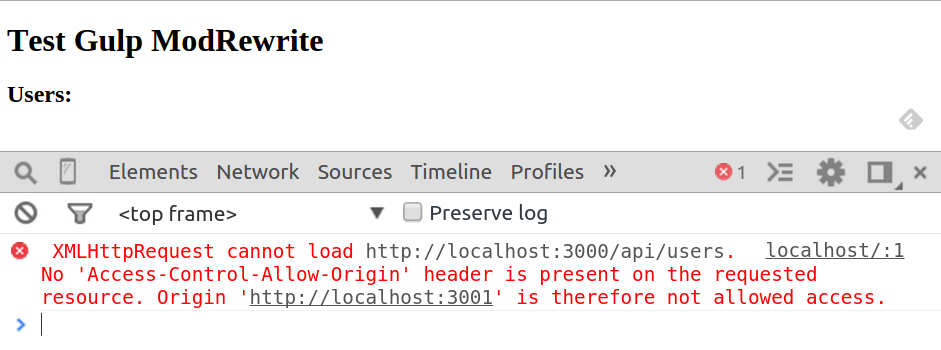 Test Gulp ModRewrite
Users:
Elements Network Sources Timeline Profiles » 1
<top frame> ▼ Preserve log
XMLHttpRequest cannot load http://localhost:3000/api/users. localhost/:1
No 'Access-Control-Allow-Origin' header is present on the requested
resource. Origin 'http://localhost:3001' is therefore not allowed access.